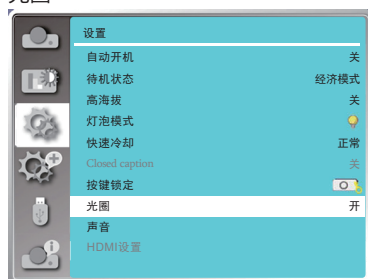 光圈
设置
自动开机 关
待机状态 经济模式
高海拔 关
灯泡模式
快速冷却 正常
Closed caption 关
按键锁定
光圈 开
声音
HDMI设置